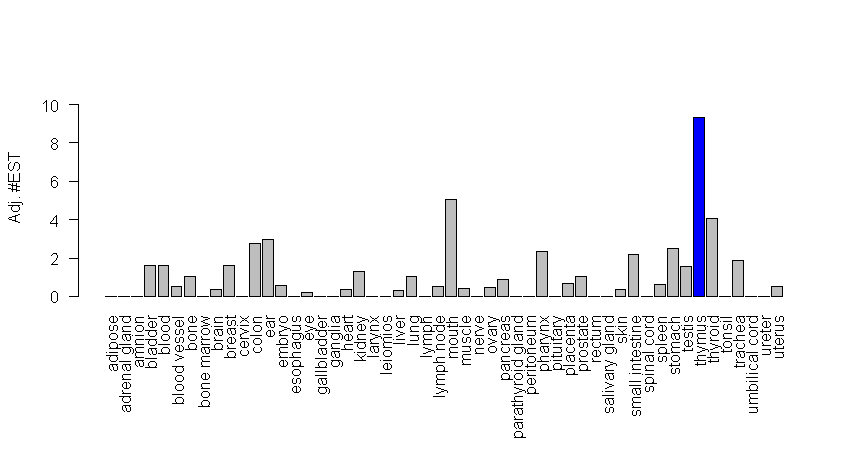 Adj. #EST
10
8
6
4
2
0
adipose
adrenal gland
amnion
bladder
blood
blood vessel
bone
bone marrow
brain
breast
cervix
colon
ear
embryo
esophagus
eye
gallbladder
ganglia
heart
kidney
larynx
leiomios
liver
lung
lymph
lymph node
mouth
muscle
nerve
ovary
pancreas
parathyroid gland
peritoneum
pharynx
pituitary
placenta
prostate
rectum
salivary gland
skin
small intestine
spinal cord
spleen
stomach
testis
thymus
thyroid
tonsil
trachea
umbilical cord
ureter
uterus